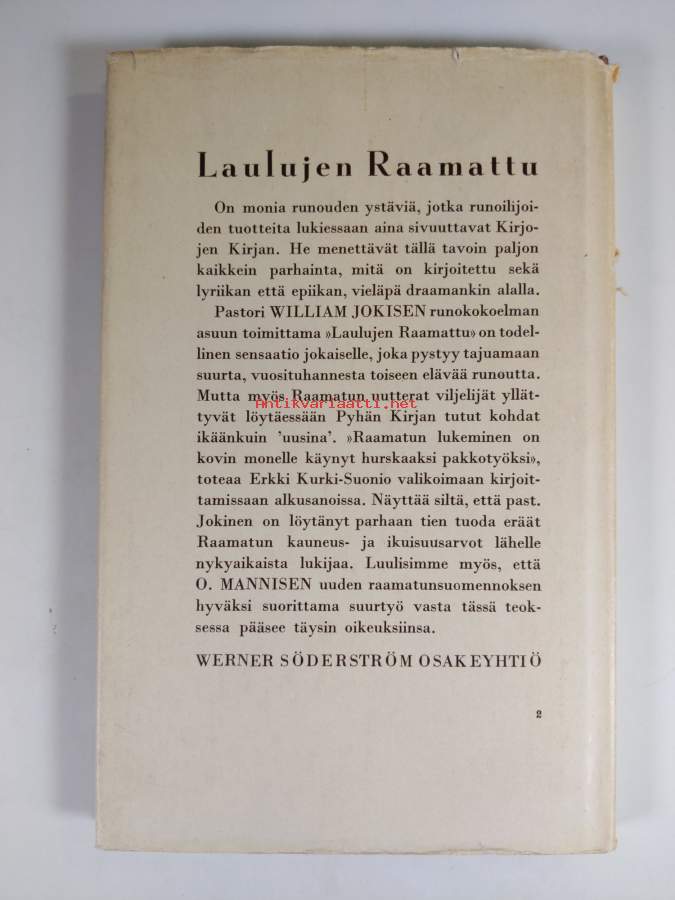 Laulujen Raamattu
On monia runouden ystäviä, jotka runoilijoi-
den tuotteita lukiessaan aina sivuuttavat Kirjo-
jen Kirjan. He menettävät tällä tavoin paljon
kaikkein parhainta, mitä on kirjoitettu sekä
lyriikan että epiikan, vieläpä draamankin alalla.
Pastori WILLIAM JOKISEN runokokoelman
asuun toimittama »Laulujen Raamattu» on todel-
linen sensaatio jokaiselle, joka pystyy tajuamaan
suurta, vuosituhannesta toiseen elävää runoutta.
Mutta myös Raamatun uutterat viljelijät yllät-
Antikvariaatti.net
tyvät löytäessään Pyhän Kirjan tutut kohdat
ikäänkuin 'uusina'. »Raamatun lukeminen on
kovin monelle käynyt hurskaaksi pakkotyöksi»,
toteaa Erkki Kurki-Suonio valikoimaan kirjoit-
tamissaan alkusanoissa. Näyttää siltä, että past.
Jokinen on löytänyt parhaan tien tuoda eräät
Raamatun kauneus- ja ikuisuusarvot lähelle
nykyaikaista lukijaa. Luulisimme myös, että
O. MANNISEN uuden raamatunsuomennoksen
hyväksi suorittama suurtyö vasta tässä teok-
sessa pääsee täysin oikeuksiinsa.
WERNER SÖDERSTRÖM OSAKEYHTIÖ
2